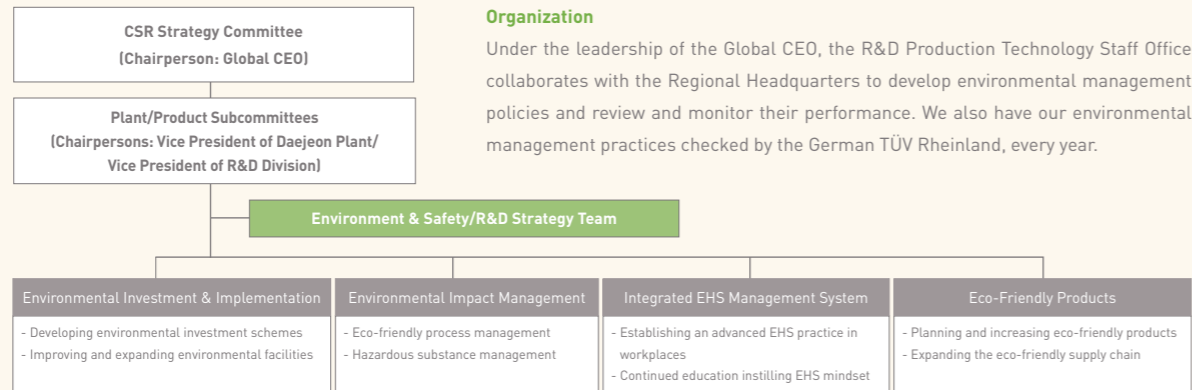 CSR Strategy Committee
(Chairperson: Global CEO)
Plant/Product Subcommittees
(Chairpersons: Vice President of Daejeon Plant/
Vice President of R&D Division)
Organization
Under the leadership of the Global CEO, the R&D Production Technology Staff Office
collaborates with the Regional Headquarters to develop environmental management
policies and review and monitor their performance. We also have our environmental
management practices checked by the German TÜV Rheinland, every year.
Environment & Safety/R&D Strategy Team
Environmental Investment & Implementation
- Developing environmental investment schemes
- Improving and expanding environmental facilities
Environmental Impact Management
- Eco-friendly process management
- Hazardous substance management
Integrated EHS Management System
- Establishing an advanced EHS practice in
workplaces
- Continued education instilling EHS mindset
Eco-Friendly Products
- Planning and increasing eco-friendly products
- Expanding the eco-friendly supply chain